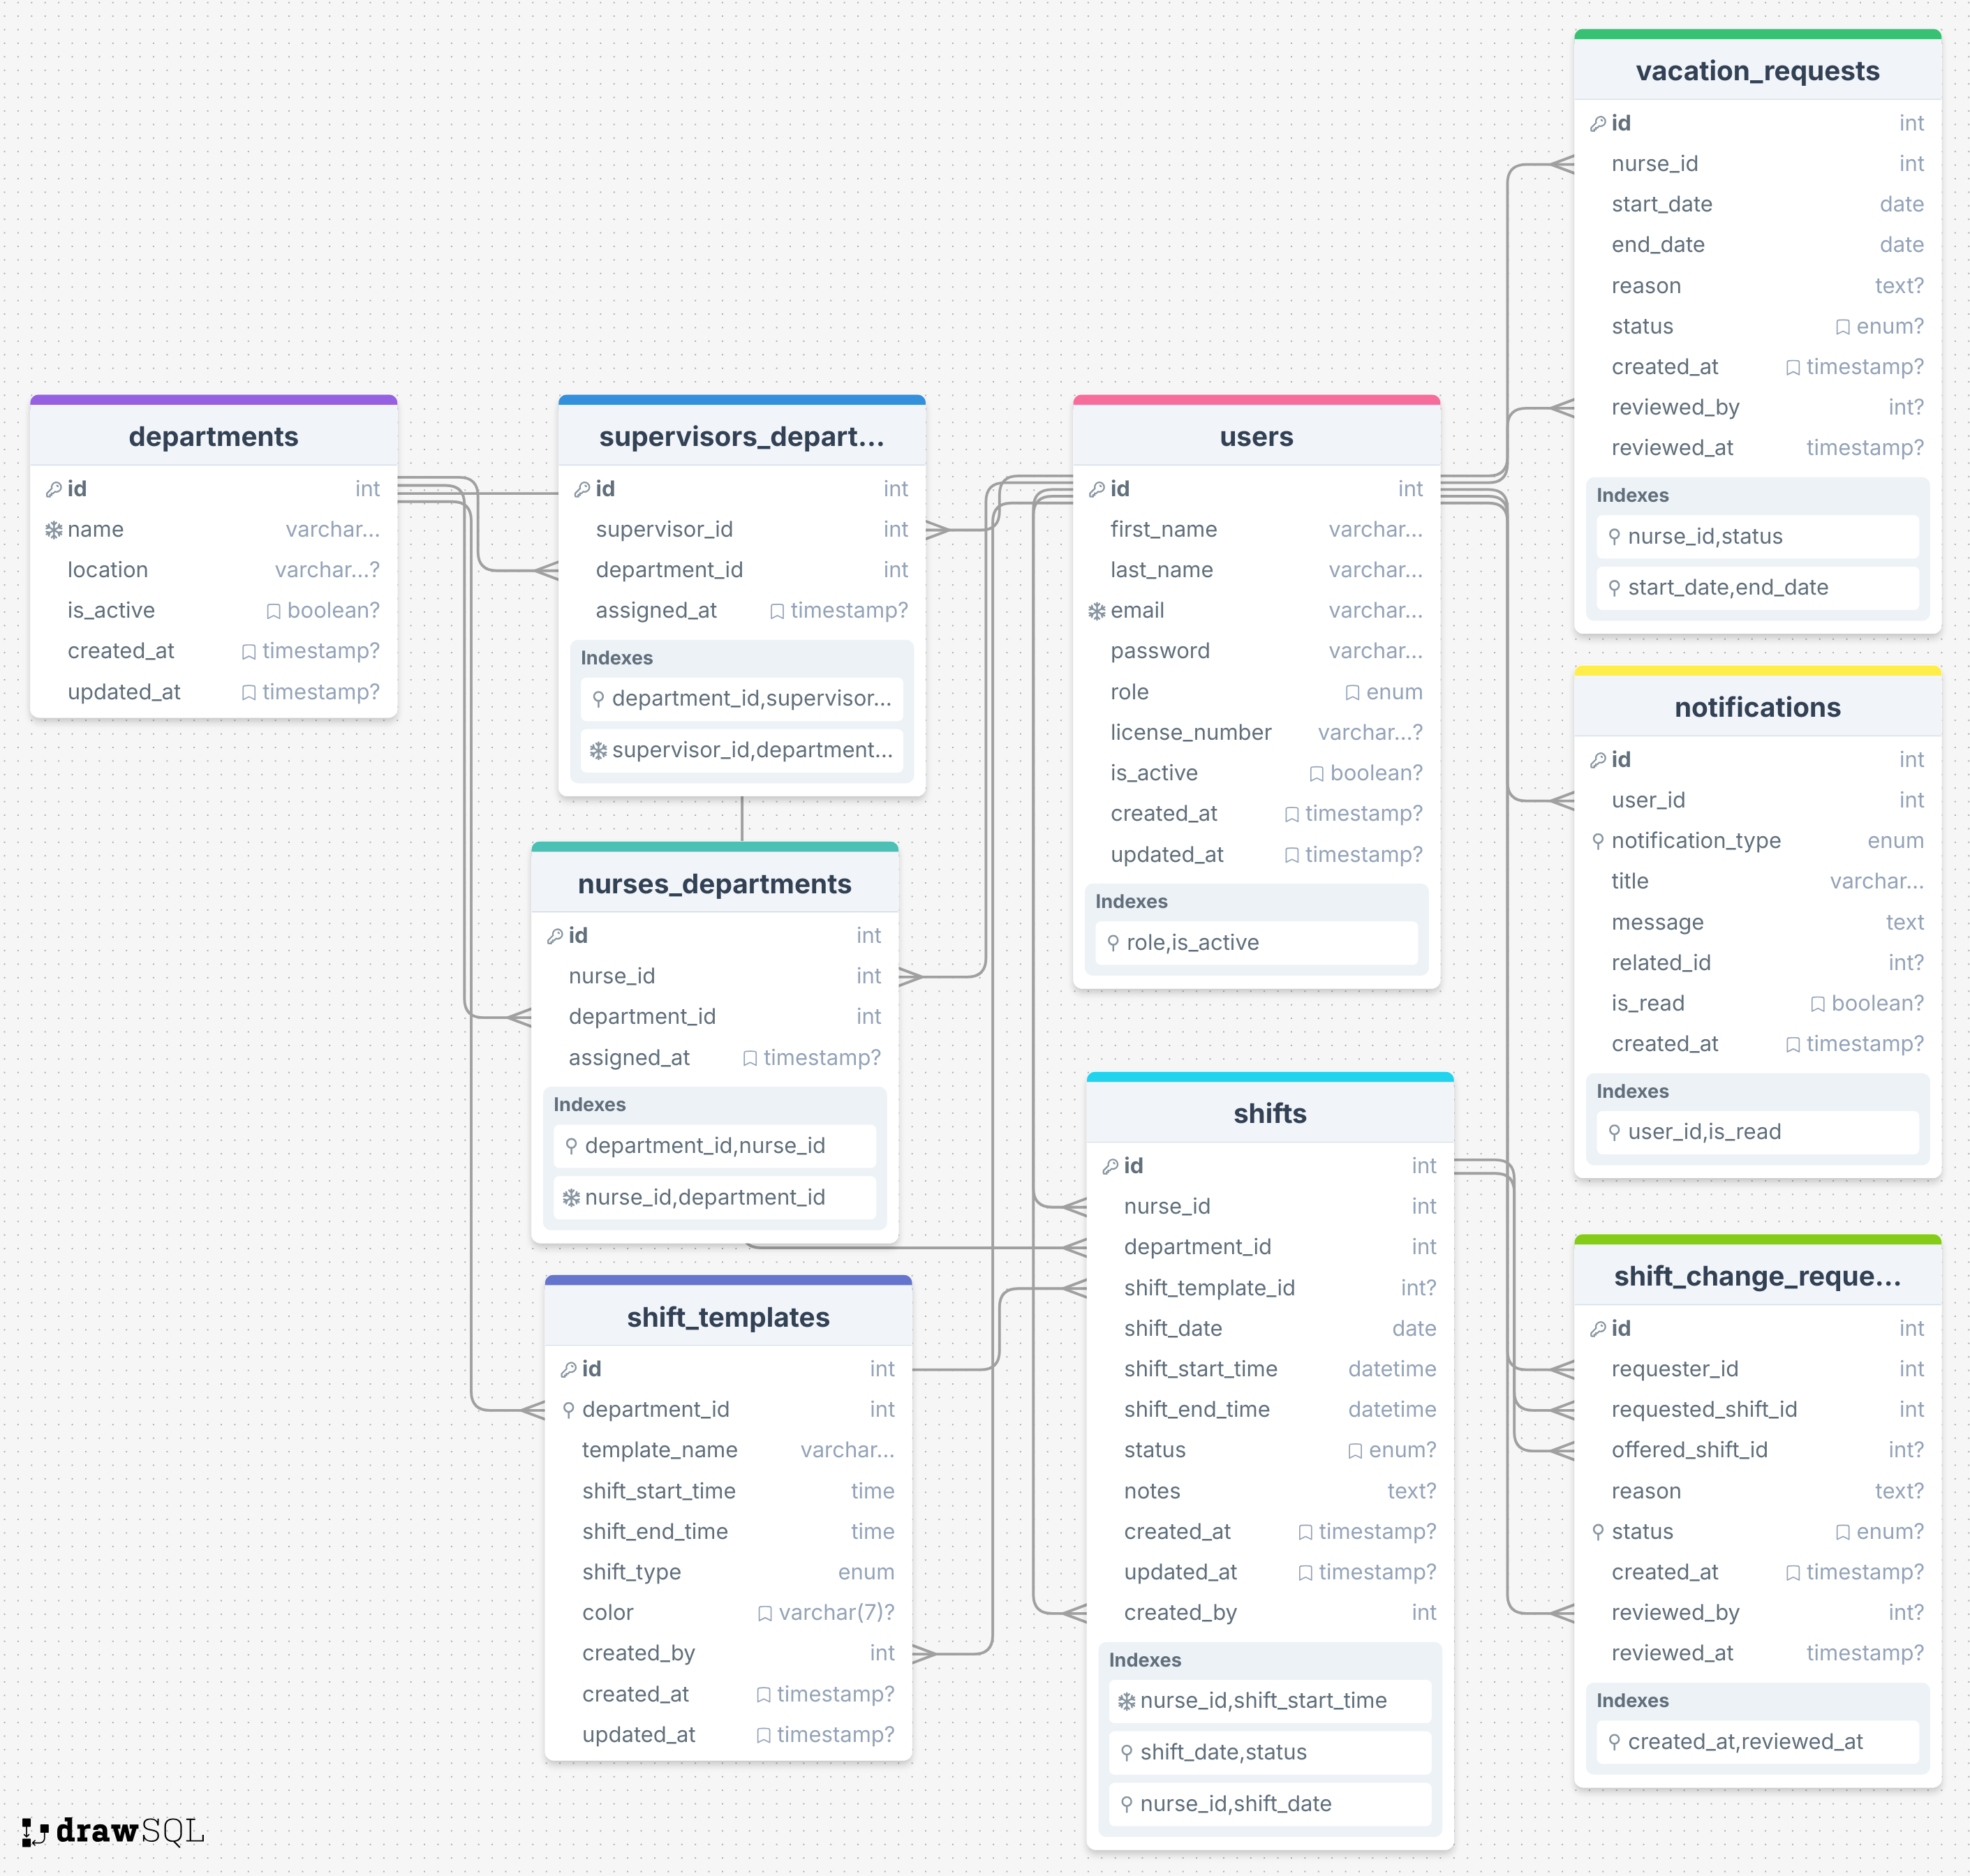 departments
id int
name varchar...
location varchar...?
is_active boolean?
created_at timestamp?
updated_at timestamp?
supervisors_depart...
id int
supervisor_id int
department_id int
assigned_at timestamp?
Indexes
department_id,supervisor...
supervisor_id,department...
nurses_departments
id int
nurse_id int
department_id int
assigned_at timestamp?
Indexes
department_id,nurse_id
nurse_id,department_id
shift_templates
id int
department_id int
template_name varchar...
shift_start_time time
shift_end_time time
shift_type enum
color varchar(7)?
created_by int
created_at timestamp?
updated_at timestamp?
users
id int
first_name varchar...
last_name varchar...
email varchar...
password varchar...
role enum
license_number varchar...?
is_active boolean?
created_at timestamp?
updated_at timestamp?
Indexes
role,is_active
shifts
id int
nurse_id int
department_id int
shift_template_id int?
shift_date date
shift_start_time datetime
shift_end_time datetime
status enum?
notes text?
created_at timestamp?
updated_at timestamp?
created_by int
Indexes
nurse_id,shift_start_time
shift_date,status
nurse_id,shift_date
vacation_requests
id int
nurse_id int
start_date date
end_date date
reason text?
status enum?
created_at timestamp?
reviewed_by int?
reviewed_at timestamp?
Indexes
nurse_id,status
start_date,end_date
notifications
id int
user_id int
notification_type enum
title varchar...
message text
related_id int?
is_read boolean?
created_at timestamp?
Indexes
user_id,is_read
shift_change_reque...
id int
requester_id int
requested_shift_id int
offered_shift_id int?
reason text?
status enum?
created_at timestamp?
reviewed_by int?
reviewed_at timestamp?
Indexes
created_at,reviewed_at
drawSQL